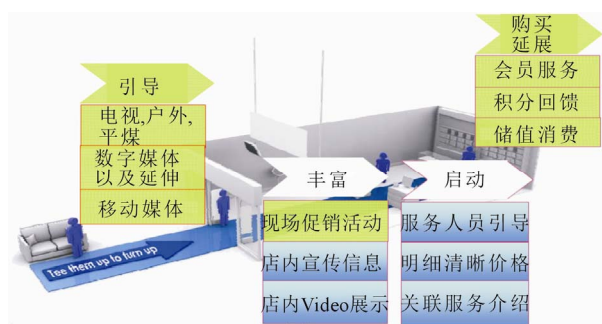 引导
电视,户外,
平煤
数字媒体
以及延伸
移动媒体
Tee them up to turn up
丰富
现场促销活动
店内宣传信息
店内Video展示
启动
服务人员引导
明细清晰价格
关联服务介绍
购买
延展
会员服务
积分回馈
储值消费